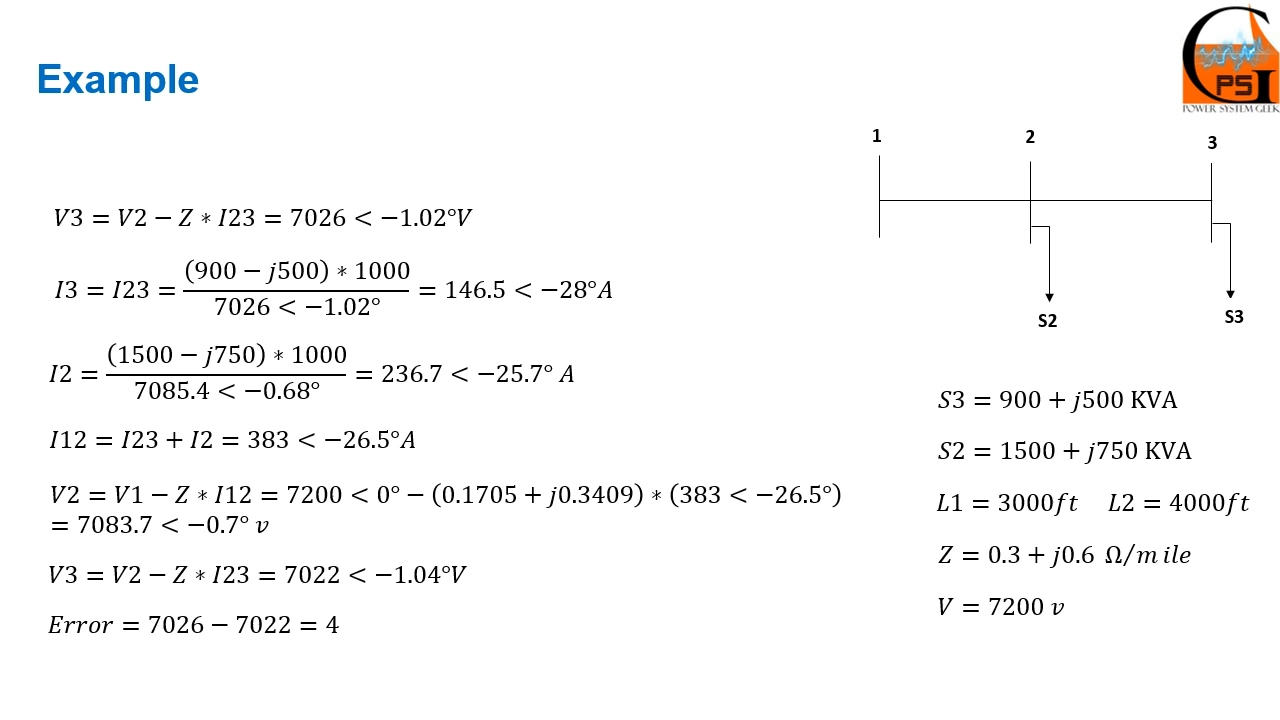 Example
PSI
POWER SYSTEM GEEK
1 2 3
V3 = V2 − Z ∗ I23 = 7026 < −1.02°V
I3 = I23 = (900 − j500) ∗ 1000 / 7026 < −1.02° = 146.5 < −28°A
I2 = (1500 − j750) ∗ 1000 / 7085.4 < −0.68° = 236.7 < −25.7° A
I12 = I23 + I2 = 383 < −26.5°A
V2 = V1 − Z ∗ I12 = 7200 < 0° − (0.1705 + j0.3409) ∗ (383 < −26.5°)
= 7083.7 < −0.7° v
V3 = V2 − Z ∗ I23 = 7022 < −1.04°V
Error = 7026 − 7022 = 4
S2 S3
S3 = 900 + j500 KVA
S2 = 1500 + j750 KVA
L1 = 3000ft L2 = 4000ft
Z = 0.3 + j0.6 Ω/mile
V = 7200 v